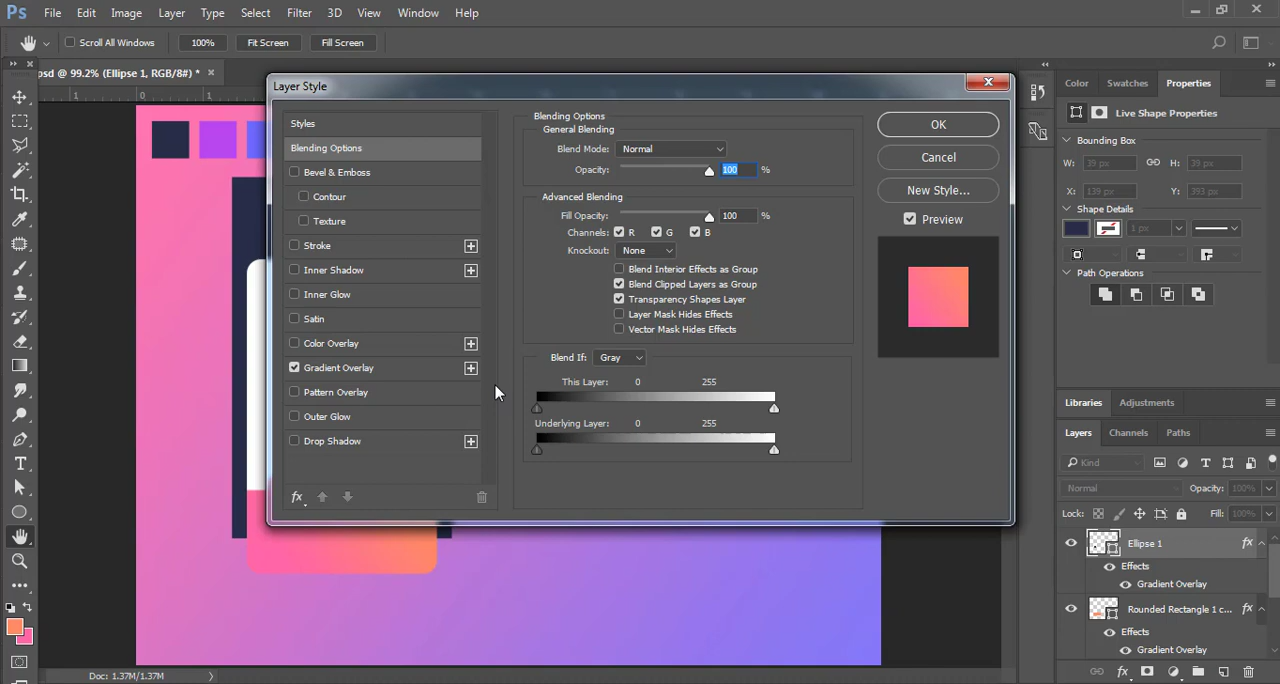 Ps File Edit Image Layer Type Select Filter 3D View Window Help
Scroll All Windows 100% Fit Screen Fill Screen
psd @ 99.2% (Ellipse 1, RGB/8#) *
1 0 1
Layer Style
Styles
Blending Options
Bevel & Emboss
Contour
Texture
Stroke
Inner Shadow
Inner Glow
Satin
Color Overlay
Gradient Overlay
Pattern Overlay
Outer Glow
Drop Shadow
fx
Blending Options
General Blending
Blend Mode: Normal
Opacity: 100 %
Advanced Blending
Fill Opacity: 100 %
Channels: R G B
Knockout: None
Blend Interior Effects as Group
Blend Clipped Layers as Group
Transparency Shapes Layer
Layer Mask Hides Effects
Vector Mask Hides Effects
Blend If: Gray
This Layer: 0 255
Underlying Layer: 0 255
OK
Cancel
New Style...
Preview
Color Swatches Properties
Live Shape Properties
Bounding Box
W: 39 px H: 39 px
X: 139 px Y: 393 px
Shape Details
1 px
Path Operations
Libraries Adjustments
Layers Channels Paths
Kind
Normal Opacity: 100%
Lock: Fill: 100%
Ellipse 1 fx
Effects
Gradient Overlay
Rounded Rectangle 1 c... fx
Effects
Gradient Overlay
fx
Doc: 1.37M/1.37M